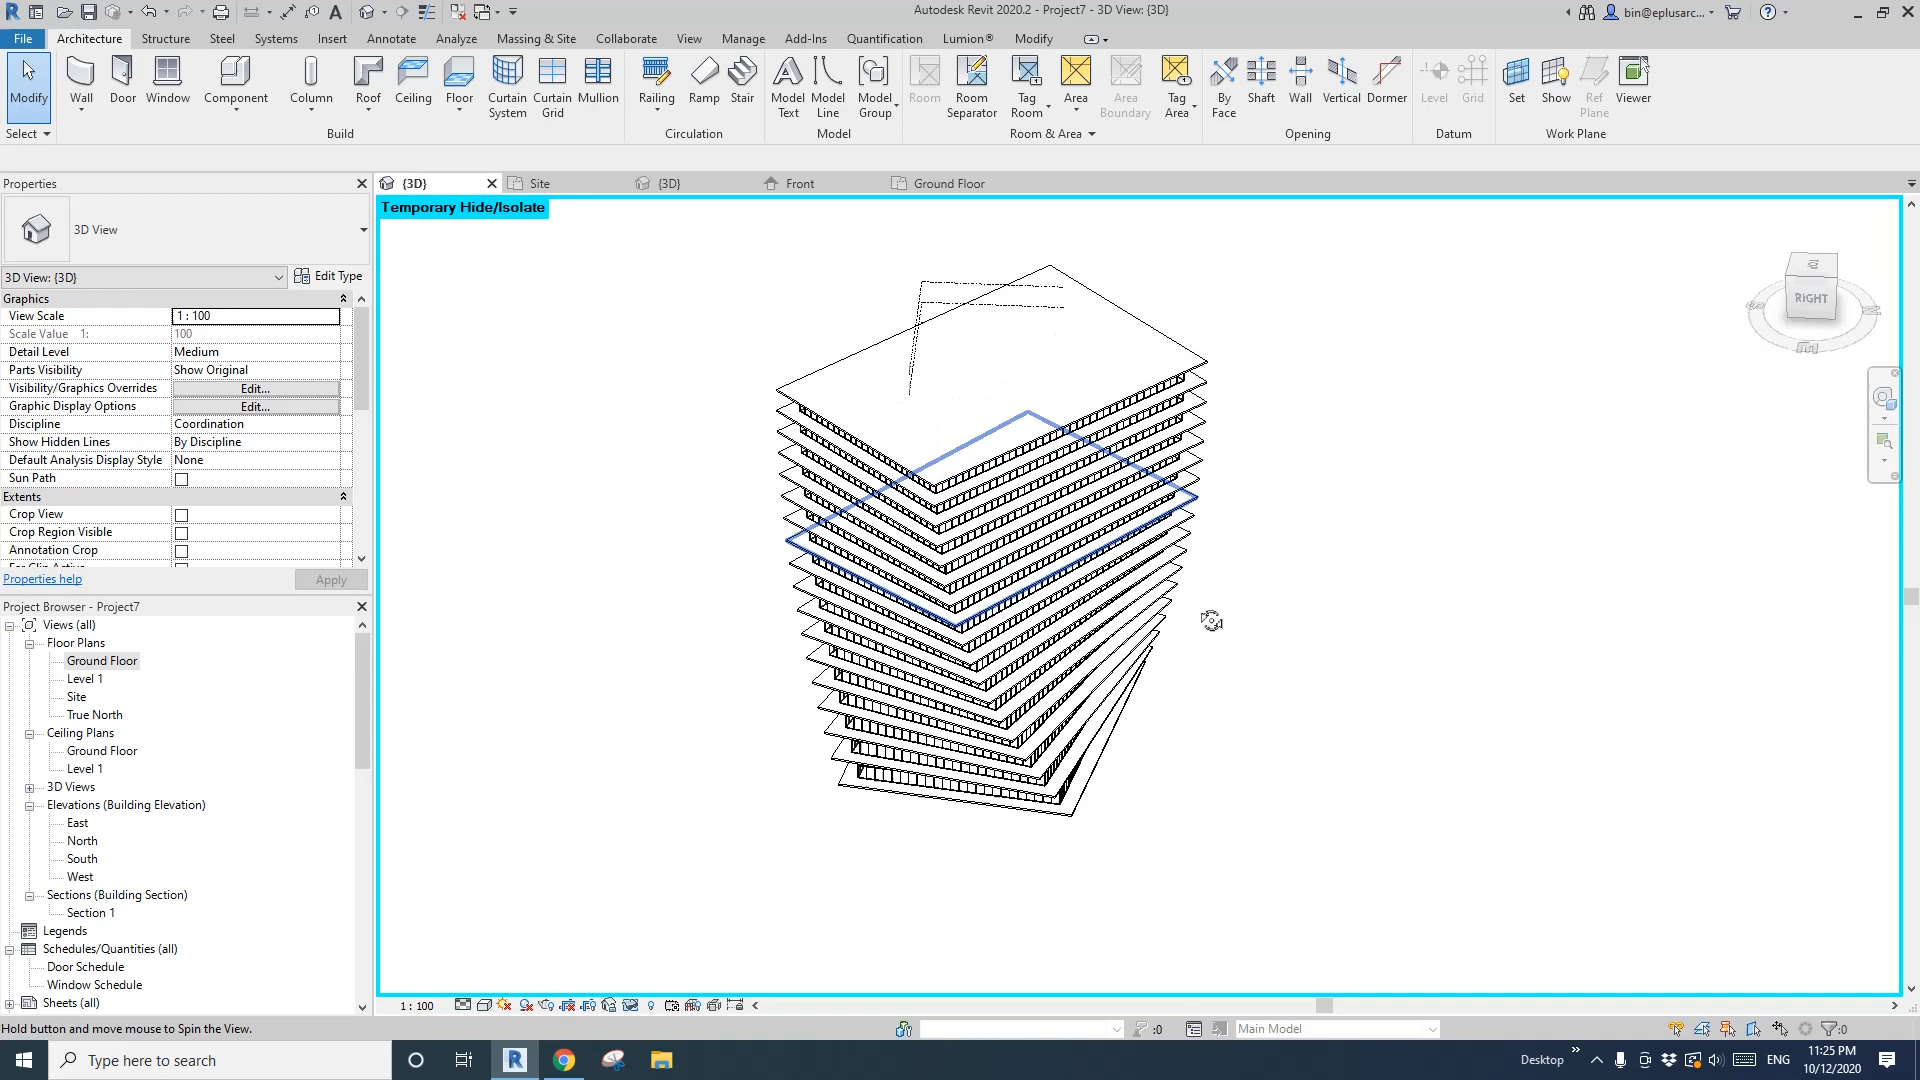 Autodesk Revit 2020.2 - Project7 - 3D View: {3D}
bin@eplusarc...
File Architecture Structure Steel Systems Insert Annotate Analyze Massing & Site Collaborate View Manage Add-Ins Quantification Lumion® Modify
Modify Wall Door Window Component Column Roof Ceiling Floor Curtain System Curtain Grid Mullion Railing Ramp Stair Model Text Model Line Model Group Room Room Separator Tag Room Area Area Boundary Tag Area By Face Shaft Wall Vertical Dormer Level Grid Set Show Ref Plane Viewer
Select Build Circulation Model Room & Area Opening Datum Work Plane
Properties
{3D} Site {3D} Front Ground Floor
Temporary Hide/Isolate
3D View
3D View: {3D} Edit Type
Graphics
View Scale 1 : 100
Scale Value 1: 100
Detail Level Medium
Parts Visibility Show Original
Visibility/Graphics Overrides Edit...
Graphic Display Options Edit...
Discipline Coordination
Show Hidden Lines By Discipline
Default Analysis Display Style None
Sun Path
Extents
Crop View
Crop Region Visible
Annotation Crop
Properties help Apply
RIGHT
Project Browser - Project7
Views (all)
Floor Plans
Ground Floor
Level 1
Site
True North
Ceiling Plans
Ground Floor
Level 1
3D Views
Elevations (Building Elevation)
East
North
South
West
Sections (Building Section)
Section 1
Legends
Schedules/Quantities (all)
Door Schedule
Window Schedule
Sheets (all)
1 : 100
Hold button and move mouse to Spin the View.
:0 Main Model :0
Type here to search
Desktop ENG 11:25 PM
10/12/2020